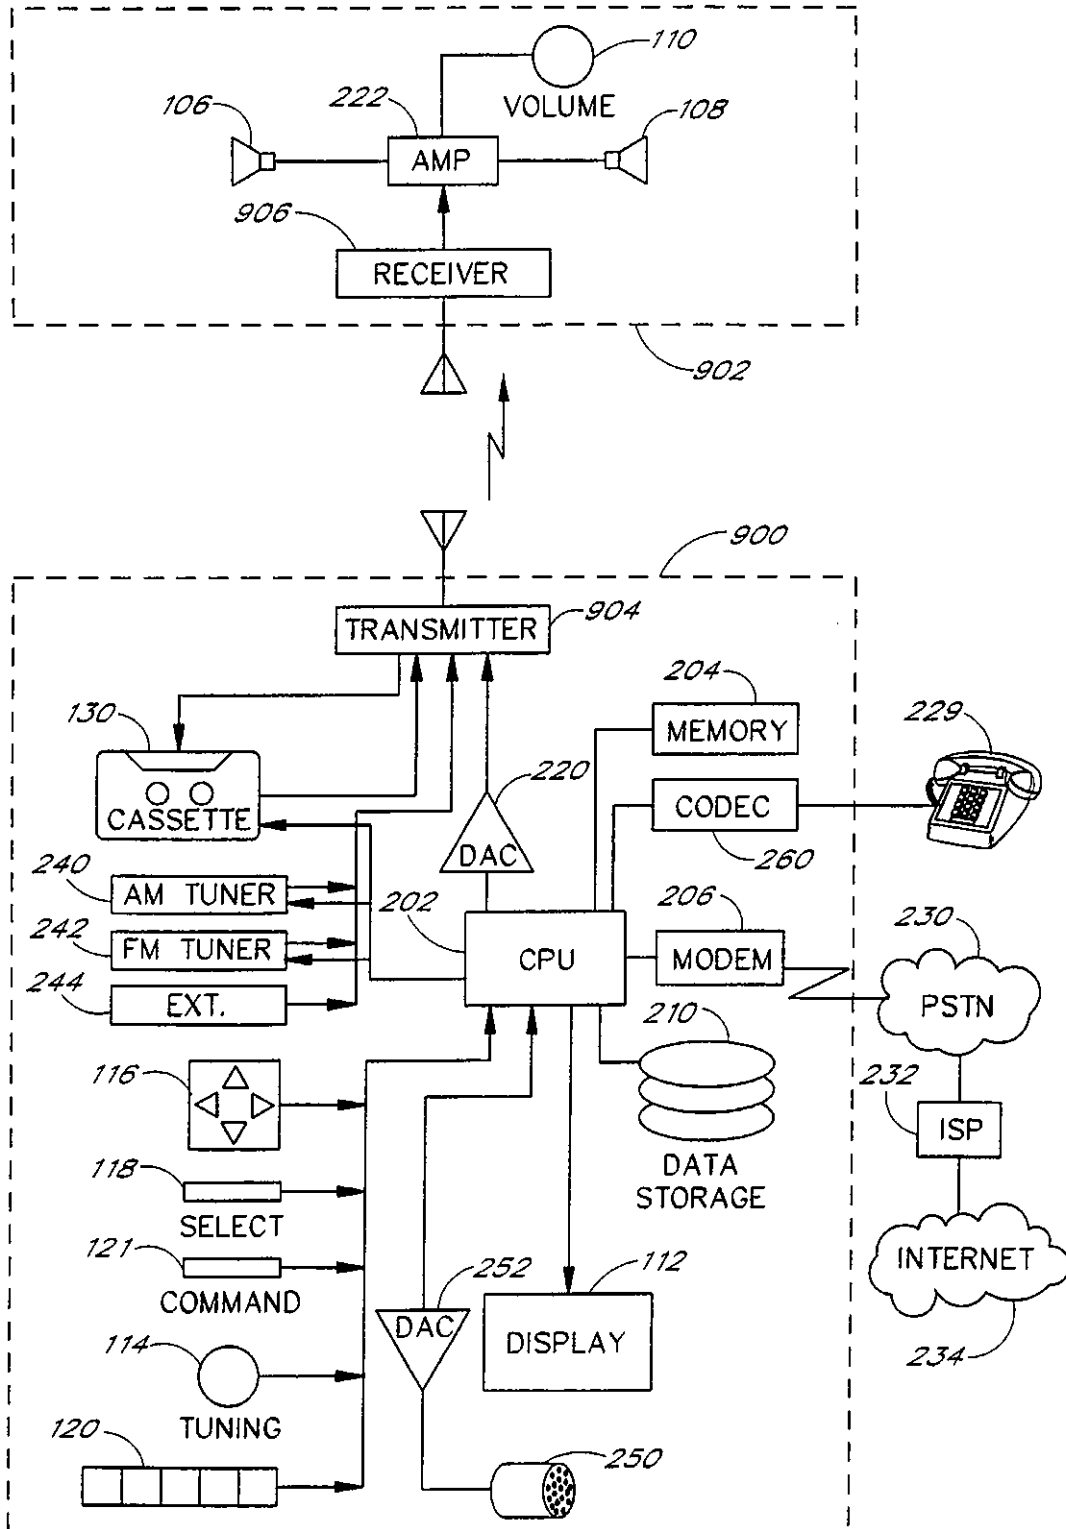 110
VOLUME
222
106
108
AMP
906
RECEIVER
902
900
TRANSMITTER
904
204
MEMORY
130
229
220
CASSETTE
CODEC
DAC
260
240
AM TUNER
202
206
230
242
FM TUNER
CPU
MODEM
244
EXT.
PSTN
210
116
232
ISP
118
DATA
STORAGE
SELECT
121
252
112
INTERNET
COMMAND
DAC
DISPLAY
114
234
TUNING
120
250